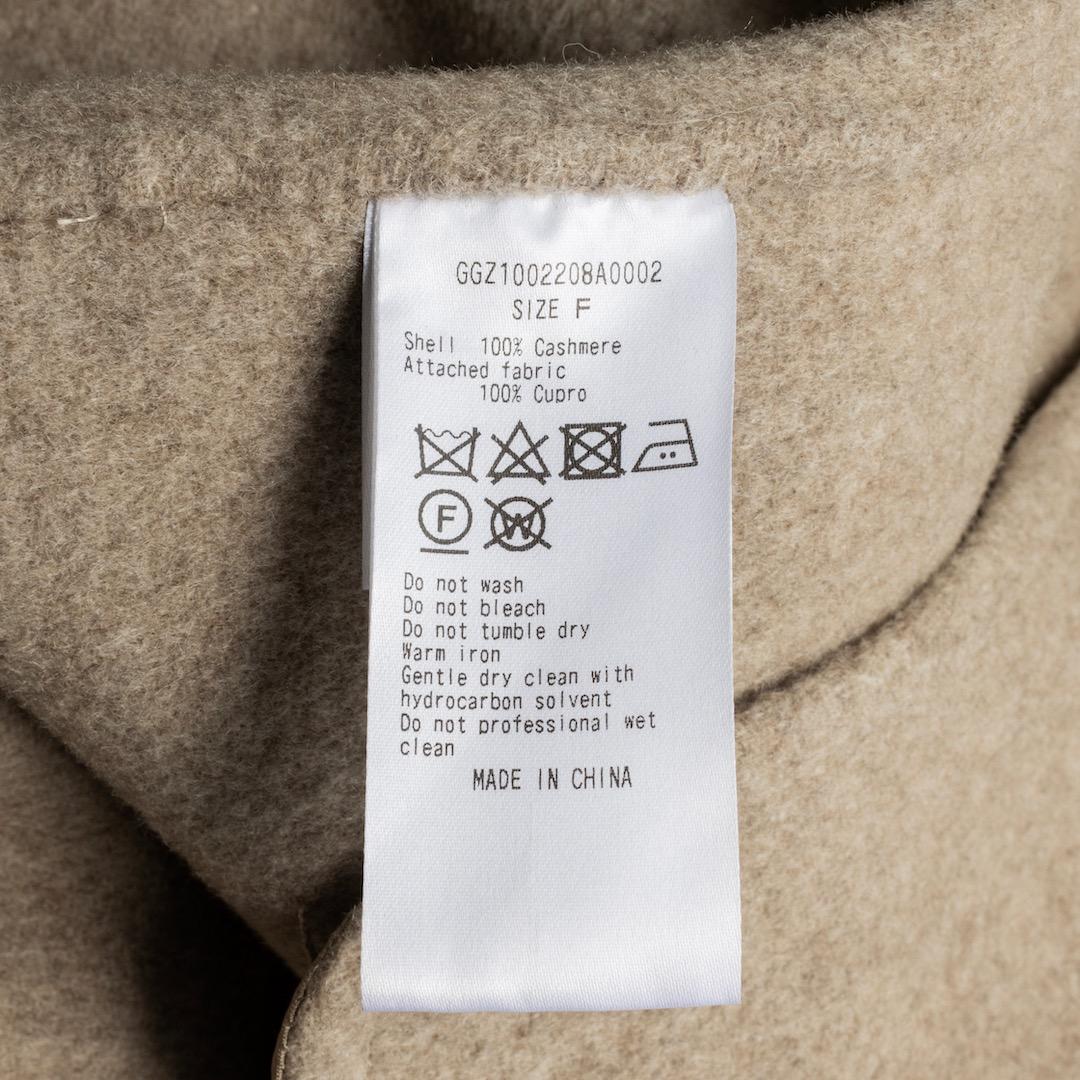 GGZ1002208A0002
SIZE F
Shell 100% Cashmere
Attached fabric
100% Cupro
F
W
Do not wash
Do not bleach
Do not tumble dry
Warm iron
Gentle dry clean with
hydrocarbon solvent
Do not professional wet
clean
MADE IN CHINA